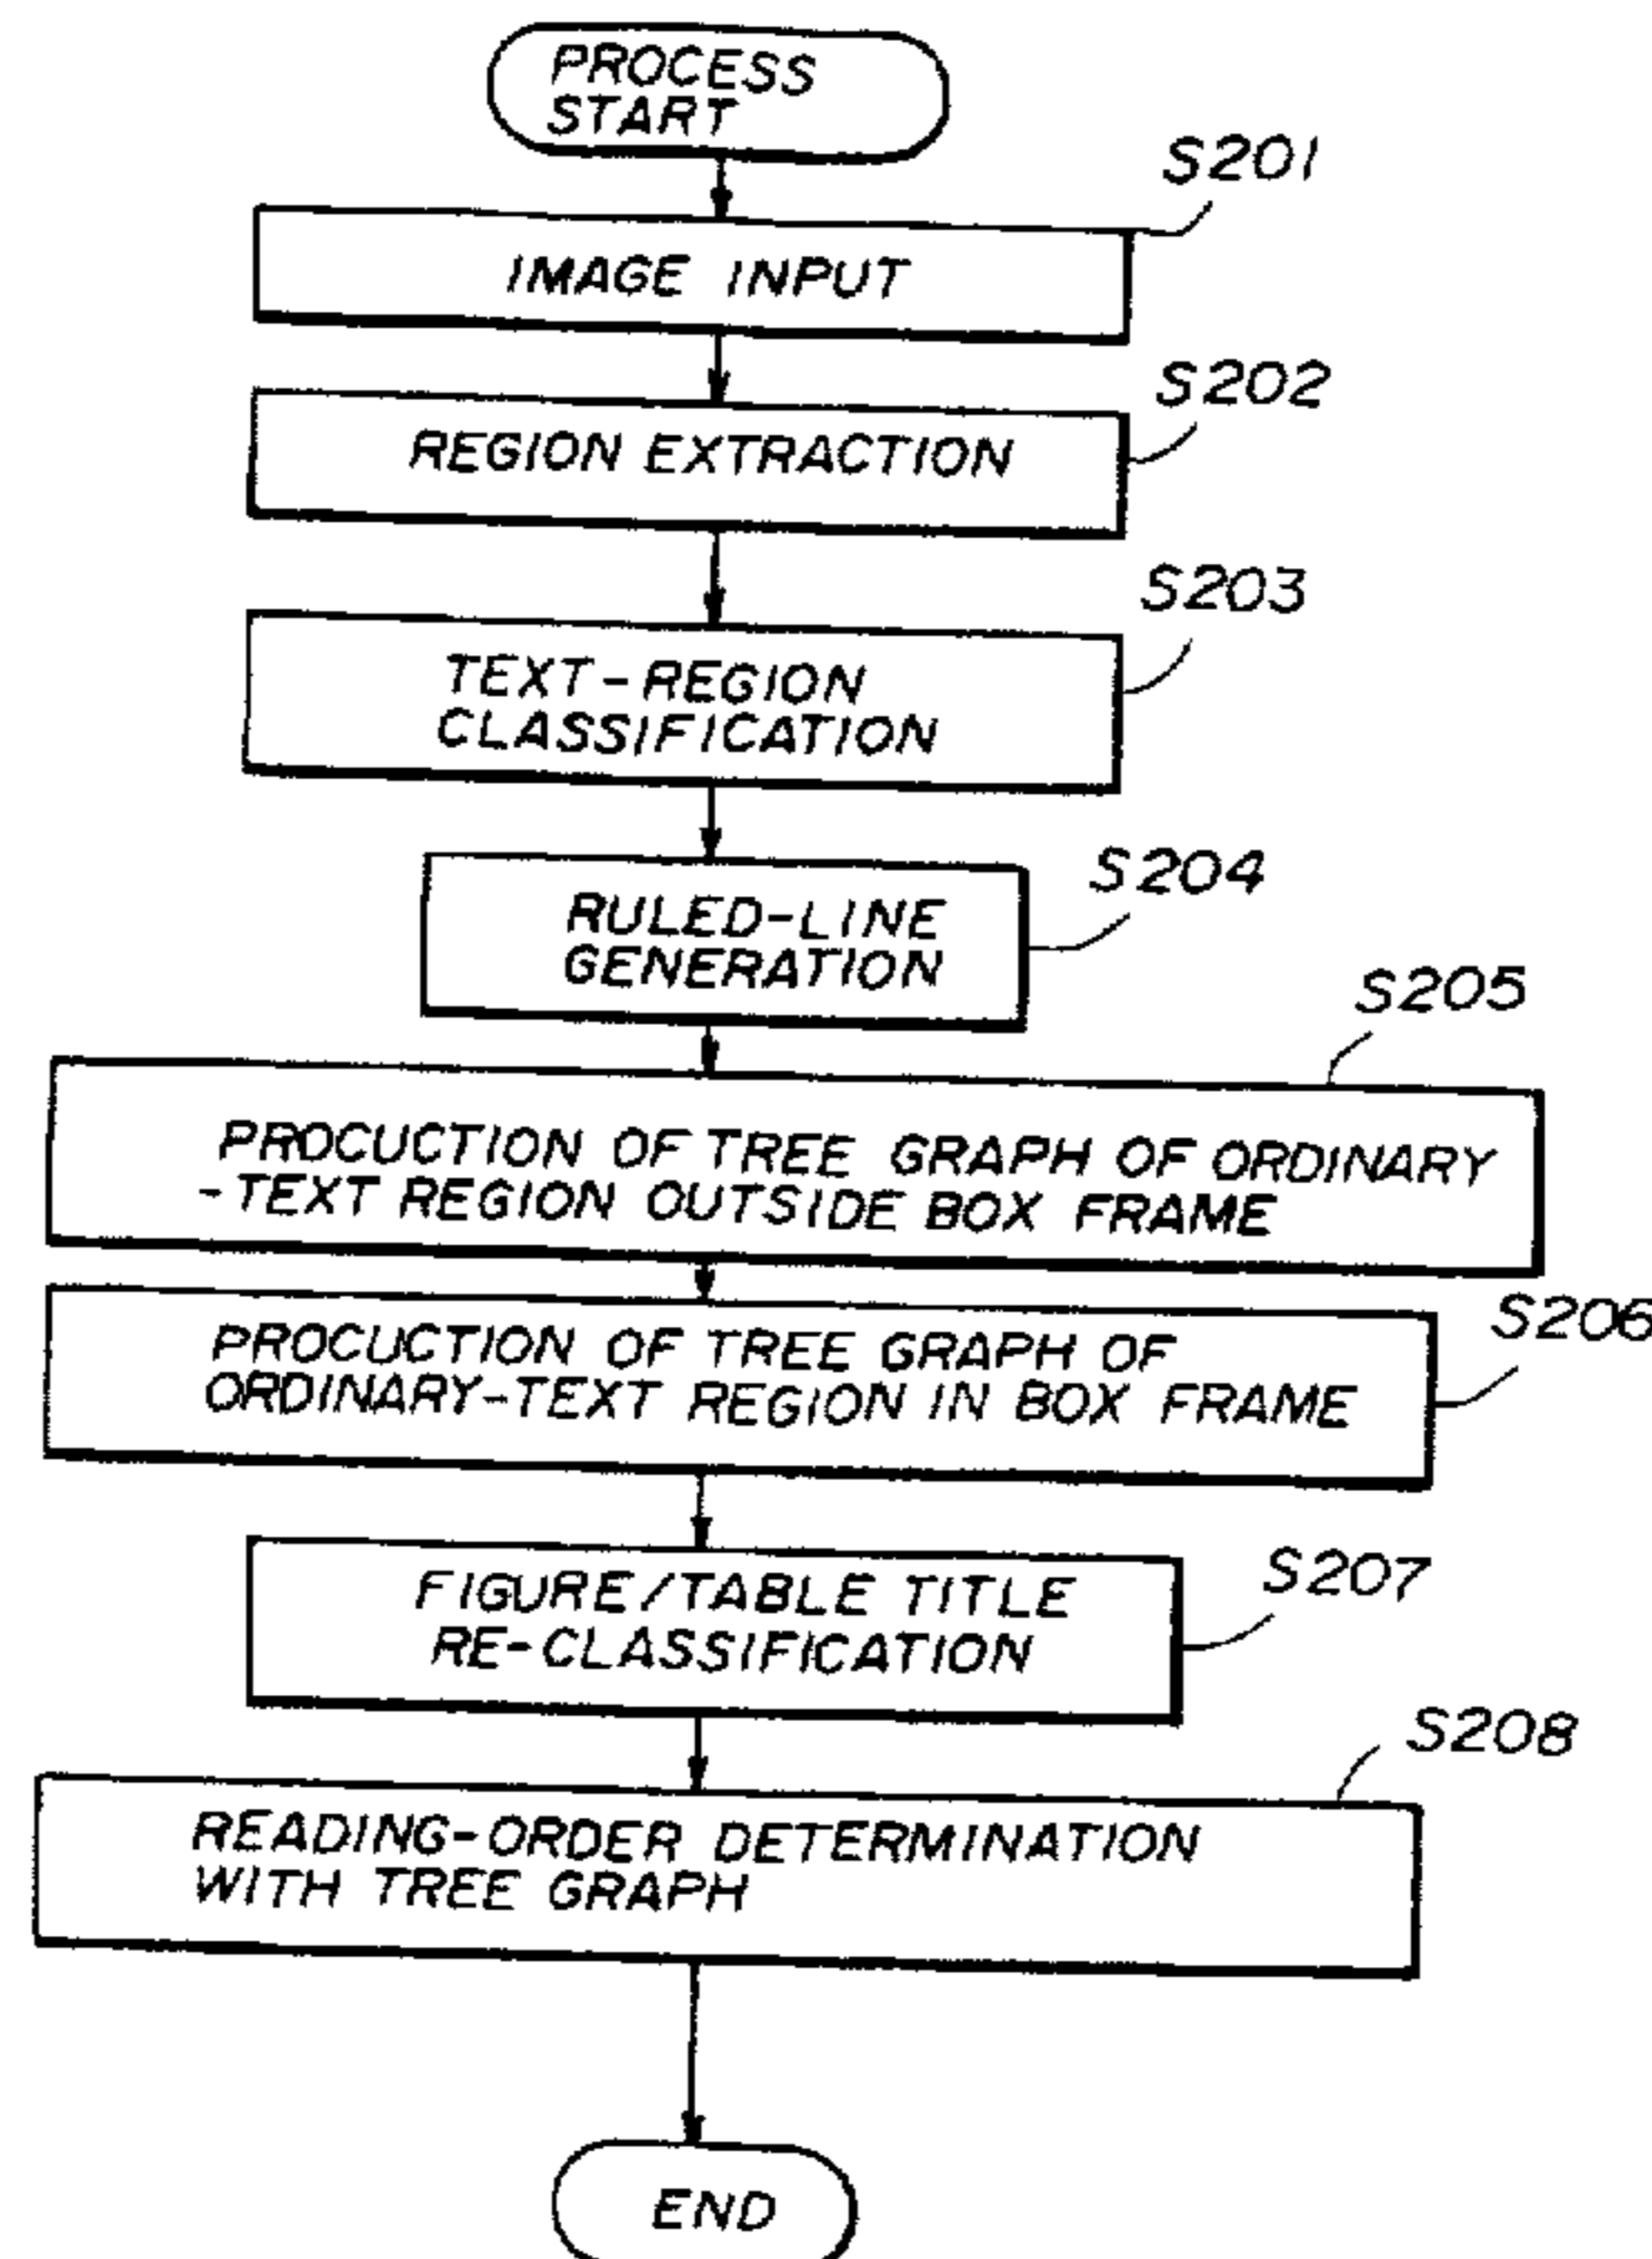 PROCESS
START
S201
IMAGE INPUT
S202
REGION EXTRACTION
S203
TEXT-REGION
CLASSIFICATION
S204
RULED-LINE
GENERATION
S205
PROCUCTION OF TREE GRAPH OF ORDINARY
-TEXT REGION OUTSIDE BOX FRAME
S206
PROCUCTION OF TREE GRAPH OF
ORDINARY-TEXT REGION IN BOX FRAME
S207
FIGURE/TABLE TITLE
RE-CLASSIFICATION
S208
READING-ORDER DETERMINATION
WITH TREE GRAPH
END